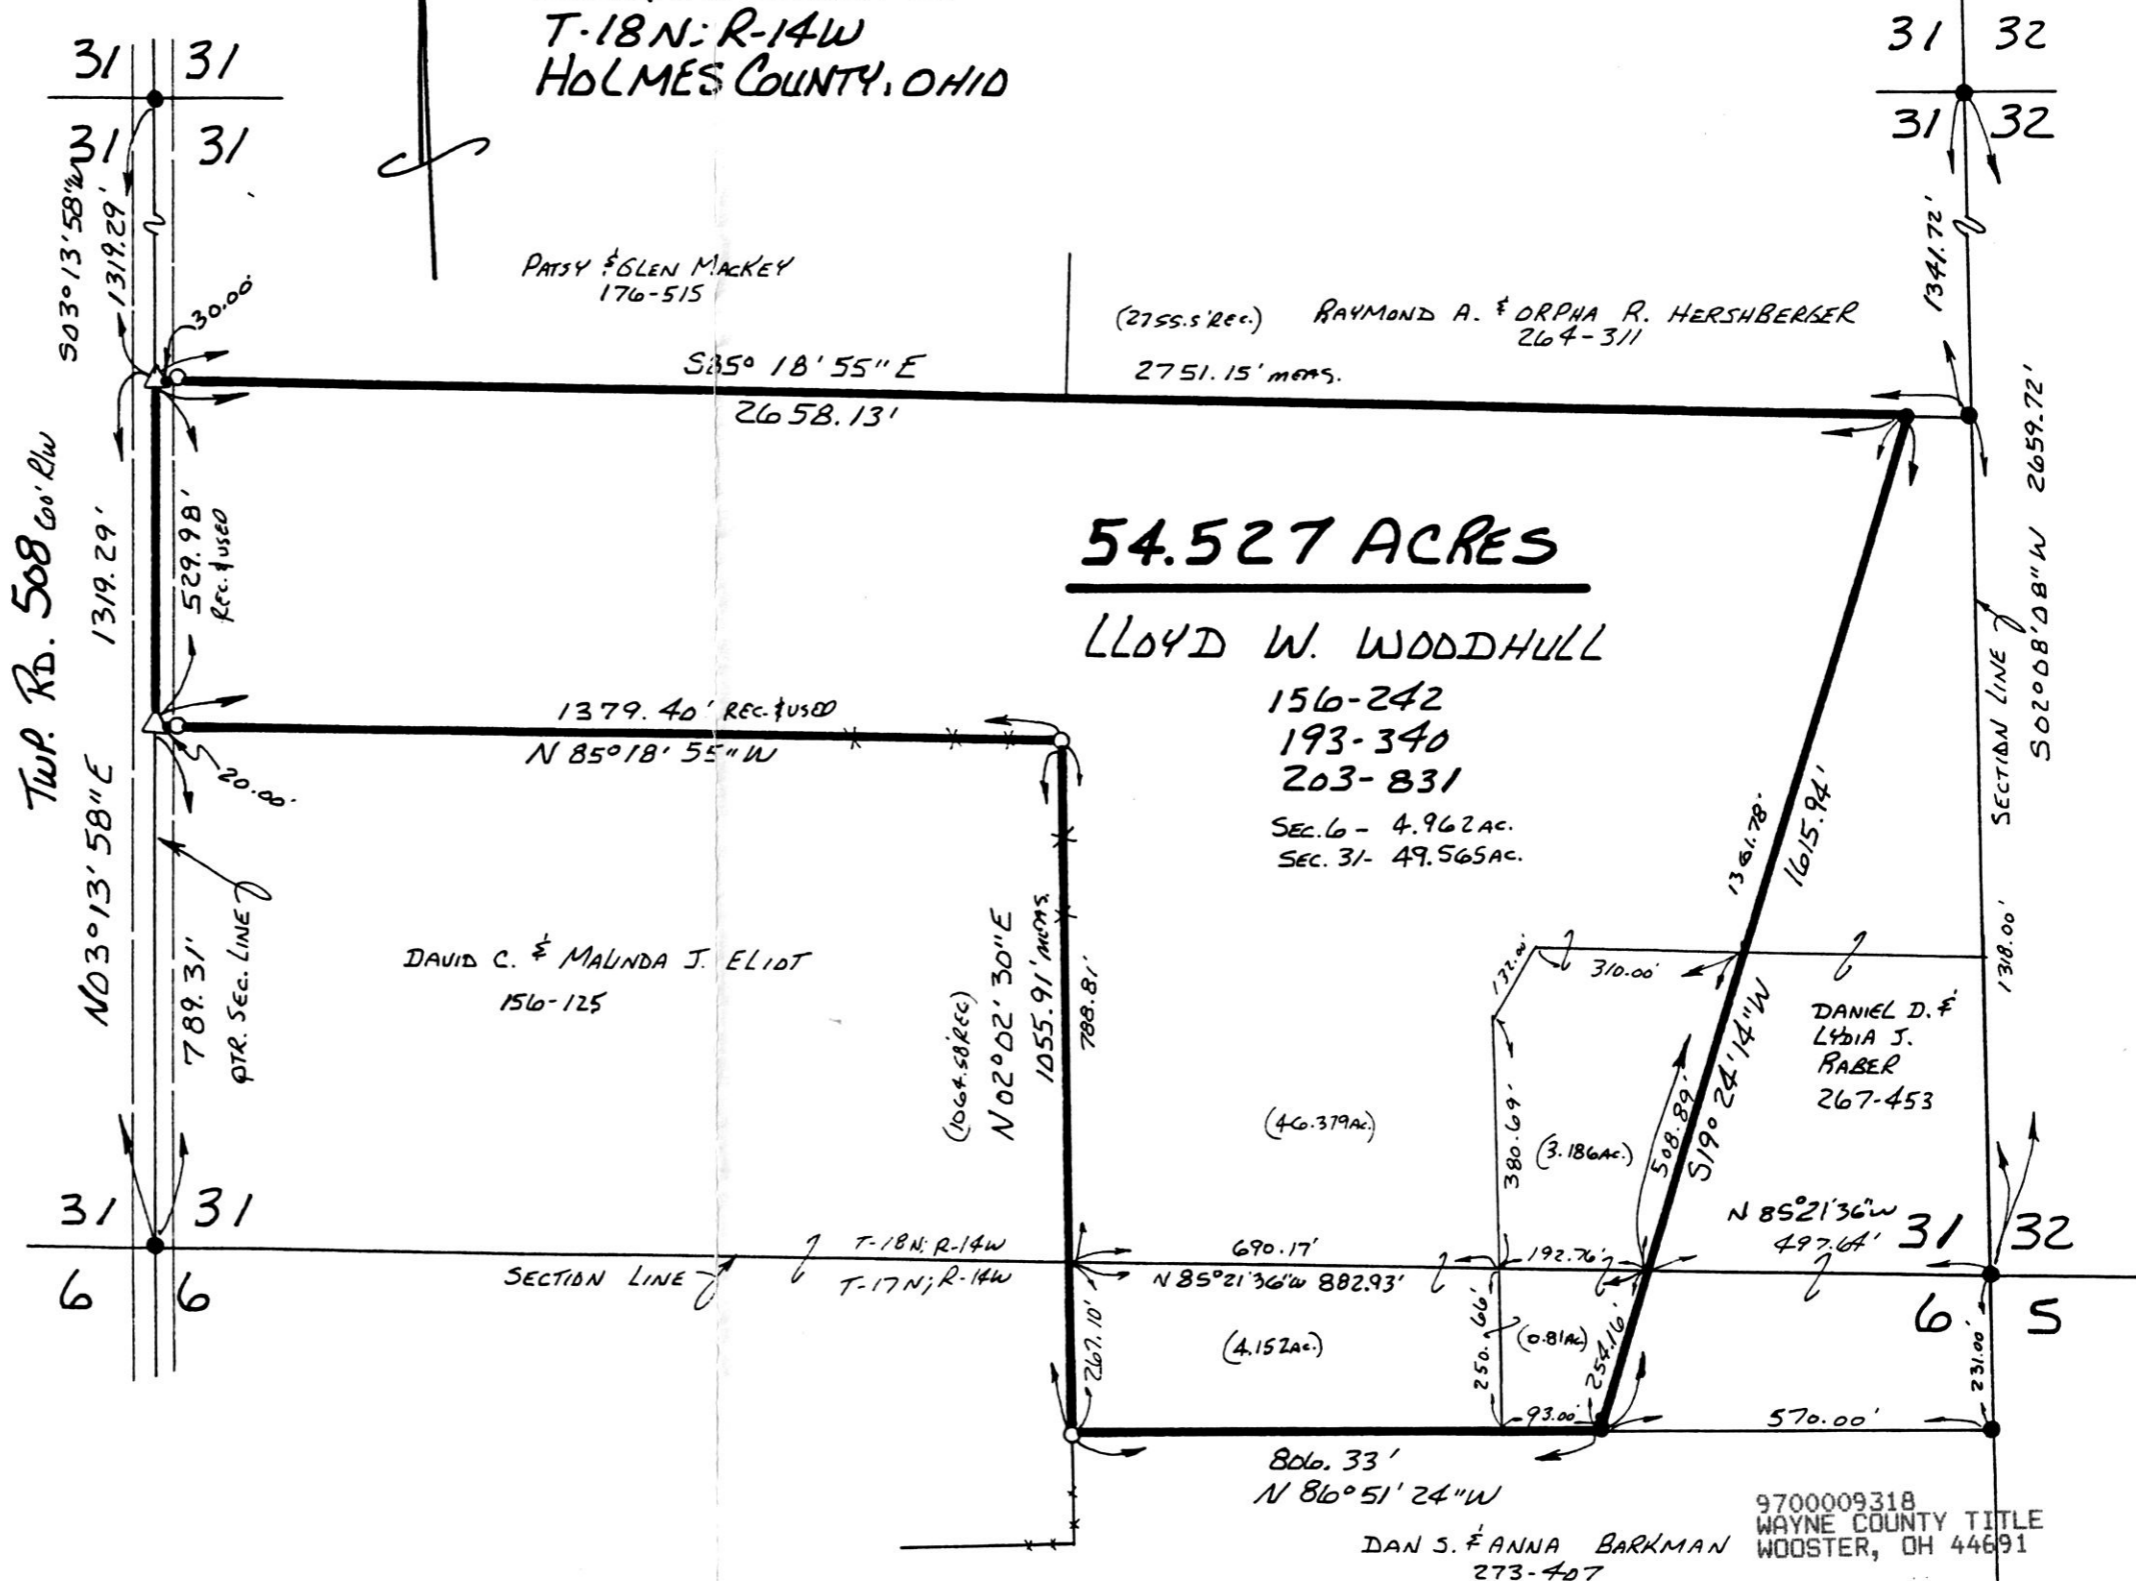 T-18N; R-14W
HOLMES COUNTY, OHIO
31 31
31 31
31 32
31 32
S03°13'58"W
1319.29'
30.00'
PATSY & GLEN MACKEY
176-515
(2755.5' REC.)
RAYMOND A. & ORPHA R. HERSHBERGER
264-311
1341.72'
S85° 18' 55" E
2658.13'
2751.15' MEAS.
S02°08'08"W 2659.72'
TWP. RD. 508 60' R/W
1319.29'
N03°13'58"E
529.98'
REC. & USED
54.527 ACRES
LLOYD W. WOODHULL
156-242
193-340
203-831
SEC. 6 - 4.962 AC.
SEC. 31- 49.565 AC.
1379.40' REC. & USED
N 85°18' 55" W
20.00'
789.31'
QTR. SEC. LINE
DAVID C. & MALINDA J. ELIOT
156-125
(1064.58 REC)
N02°02'30"E
1055.91' MEAS.
788.81'
1361.78'
1615.94'
SECTION LINE
1318.00'
132.00'
310.00'
S19° 24' 14" W
508.89'
380.69'
(46.379 AC.)
(3.186 AC.)
DANIEL D. &
LYDIA J.
RABER
267-453
31 31
6 6
SECTION LINE
T-18N; R-14W
T-17N; R-14W
690.17'
N 85°21'36"W 882.93'
192.76'
N 85°21'36"W
497.64'
31 32
6 5
267.10'
(4.152 AC.)
250.66'
(0.81 AC)
254.16'
231.00'
93.00'
570.00'
806.33'
N 86°51'24"W
DAN S. & ANNA BARKMAN
273-407
9700009318
WAYNE COUNTY TITLE
WOOSTER, OH 44691